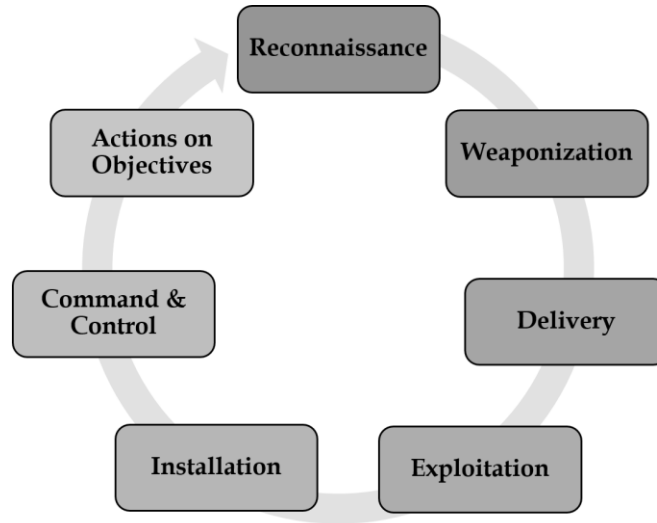 Reconnaissance
Weaponization
Delivery
Exploitation
Installation
Command &
Control
Actions on
Objectives